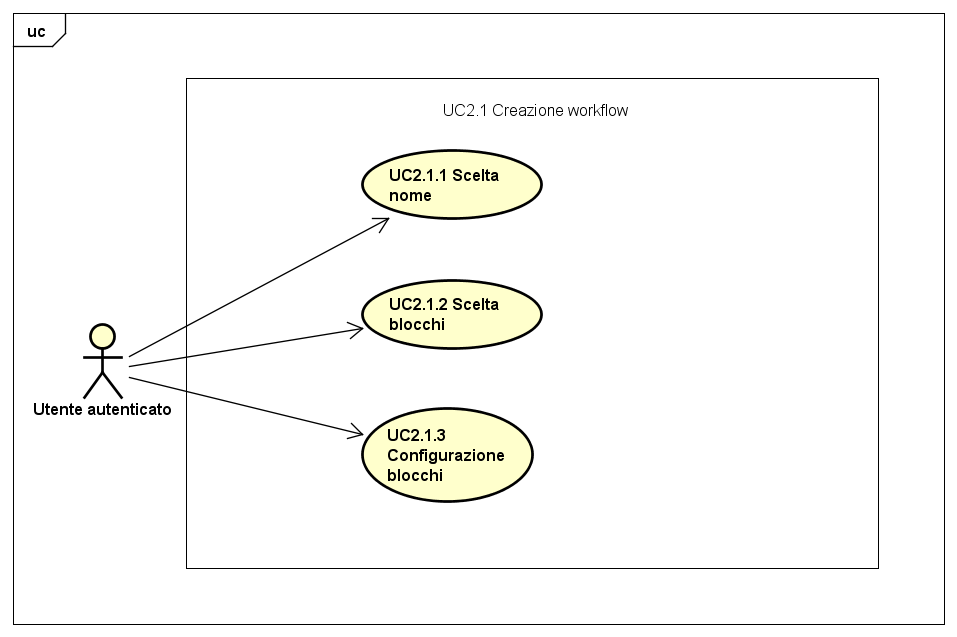 uc
UC2.1 Creazione workflow
UC2.1.1 Scelta
nome
UC2.1.2 Scelta
blocchi
Utente autenticato
UC2.1.3
Configurazione
blocchi